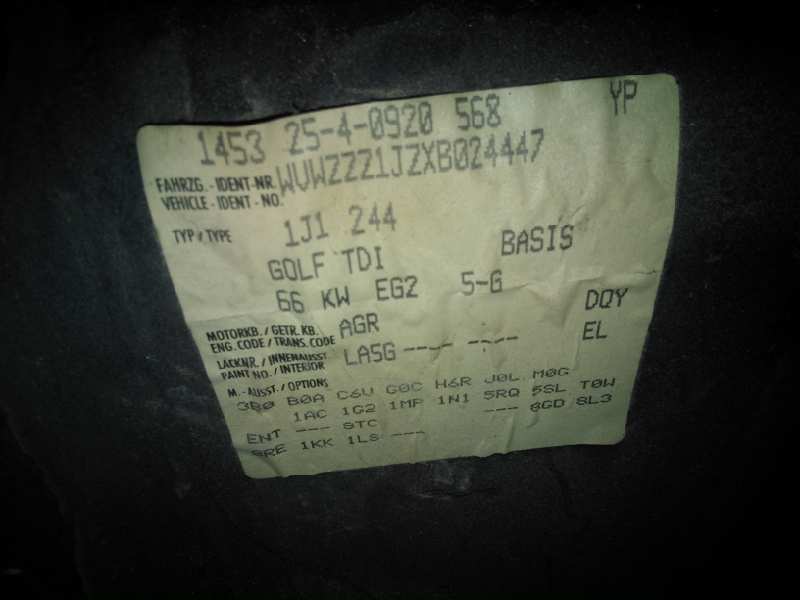 1453 25-4-0920 568 YP
FAHRZG.-IDENT-NR. WVWZZZ1JZXB024447
VEHICLE-IDENT-NO.
TYP/TYPE 1J1 244
GOLF TDI BASIS
66 KW EG2 5-G
MOTORKB./GETR.KB. AGR DQY
ENG.CODE/TRANS.CODE
LACKNR./INNENAUSST. LA5G ---- -.-- EL
PAINT NO./INTERIOR
M.-AUSST./OPTIONS
3B0 B0A C6U G0C H6R J0L M0G
1AC 1G2 1MP 1N1 5RQ 5SL T0W
ENT --- 8TC --- 8GD 8L3
1KK 1LS ---